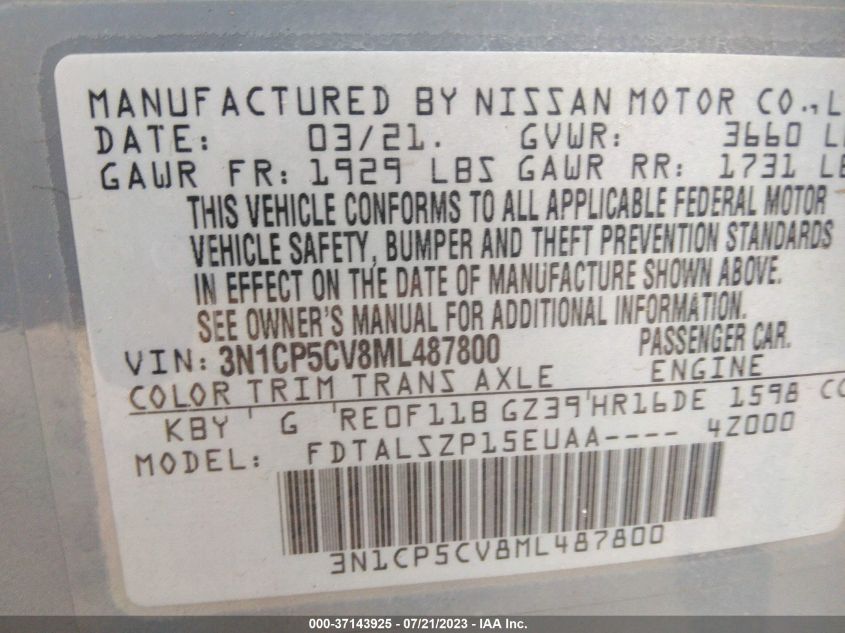 MANUFACTURED BY NISSAN MOTOR CO., L
DATE: 03/21. GVWR: 3660 L
GAWR FR: 1929 LBS GAWR RR: 1731 LB
THIS VEHICLE CONFORMS TO ALL APPLICABLE FEDERAL MOTOR
VEHICLE SAFETY, BUMPER AND THEFT PREVENTION STANDARDS
IN EFFECT ON THE DATE OF MANUFACTURE SHOWN ABOVE.
SEE OWNER'S MANUAL FOR ADDITIONAL INFORMATION.
VIN: 3N1CP5CV8ML487800 PASSENGER CAR.
COLOR TRIM TRANS AXLE ENGINE
KBY ' G 'RE0F11B GZ39'HR16DE 1598 CC
MODEL: FDTALSZP15EUAA---- 4Z000
3N1CP5CV8ML487800
000-37143925 / 07/21/2023 - IAA Inc.